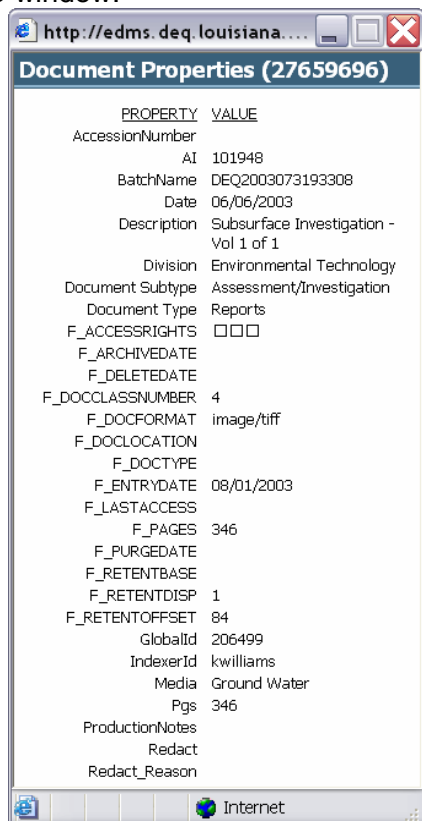 window.
http://edms.deq.louisiana....
Document Properties (27659696)
PROPERTY VALUE
AccessionNumber
AI 101948
BatchName DEQ2003073193308
Date 06/06/2003
Description Subsurface Investigation -
Vol 1 of 1
Division Environmental Technology
Document Subtype Assessment/Investigation
Document Type Reports
F_ACCESSRIGHTS □□□
F_ARCHIVEDATE
F_DELETEDATE
F_DOCCLASSNUMBER 4
F_DOCFORMAT image/tiff
F_DOCLOCATION
F_DOCTYPE
F_ENTRYDATE 08/01/2003
F_LASTACCESS
F_PAGES 346
F_PURGEDATE
F_RETENTBASE
F_RETENTDISP 1
F_RETENTOFFSET 84
GlobalId 206499
IndexerId kwilliams
Media Ground Water
Pgs 346
ProductionNotes
Redact
Redact_Reason
Internet